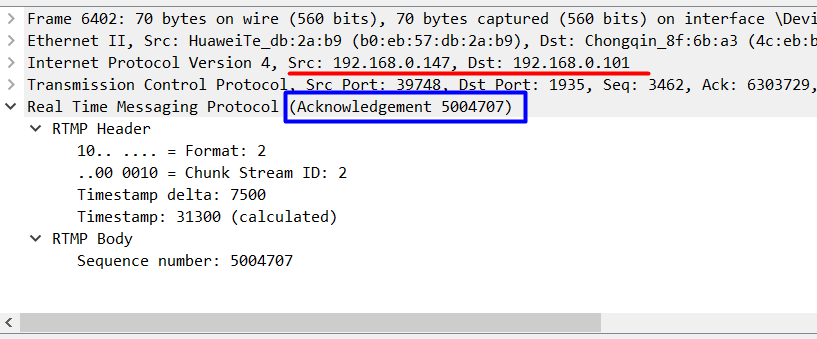 Frame 6402: 70 bytes on wire (560 bits), 70 bytes captured (560 bits) on interface \Devi
Ethernet II, Src: HuaweiTe_db:2a:b9 (b0:eb:57:db:2a:b9), Dst: Chongqin_8f:6b:a3 (4c:eb:b
Internet Protocol Version 4, Src: 192.168.0.147, Dst: 192.168.0.101
Transmission Control Protocol, Src Port: 39748, Dst Port: 1935, Seq: 3462, Ack: 6303729,
Real Time Messaging Protocol (Acknowledgement 5004707)
RTMP Header
10.. .... = Format: 2
..00 0010 = Chunk Stream ID: 2
Timestamp delta: 7500
Timestamp: 31300 (calculated)
RTMP Body
Sequence number: 5004707